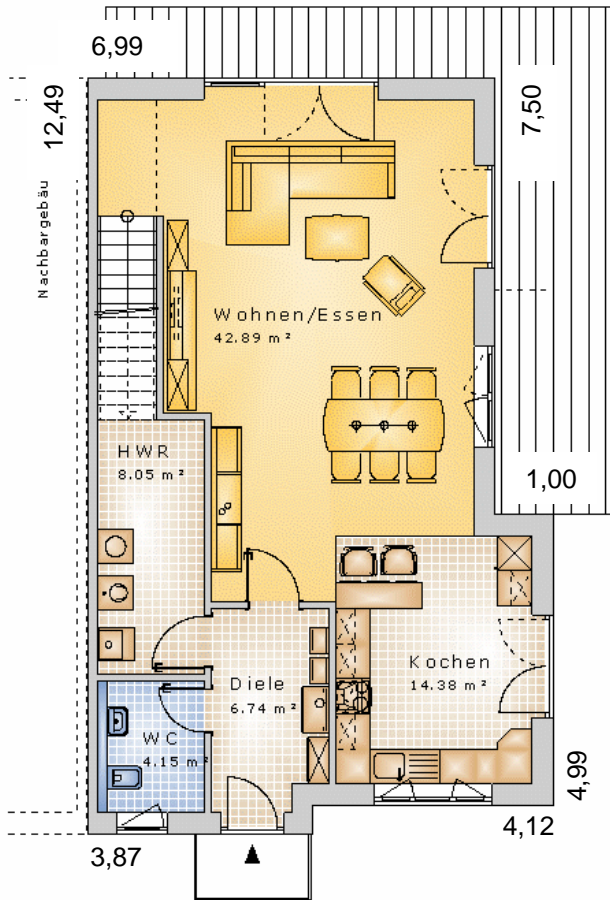 6,99
12,49
7,50
Nachbargebäu
Wohnen/Essen
42.89 m²
HWR
8.05 m²
1,00
Kochen
14.38 m²
Diele
6.74 m²
WC
4.15 m²
4,99
4,12
3,87